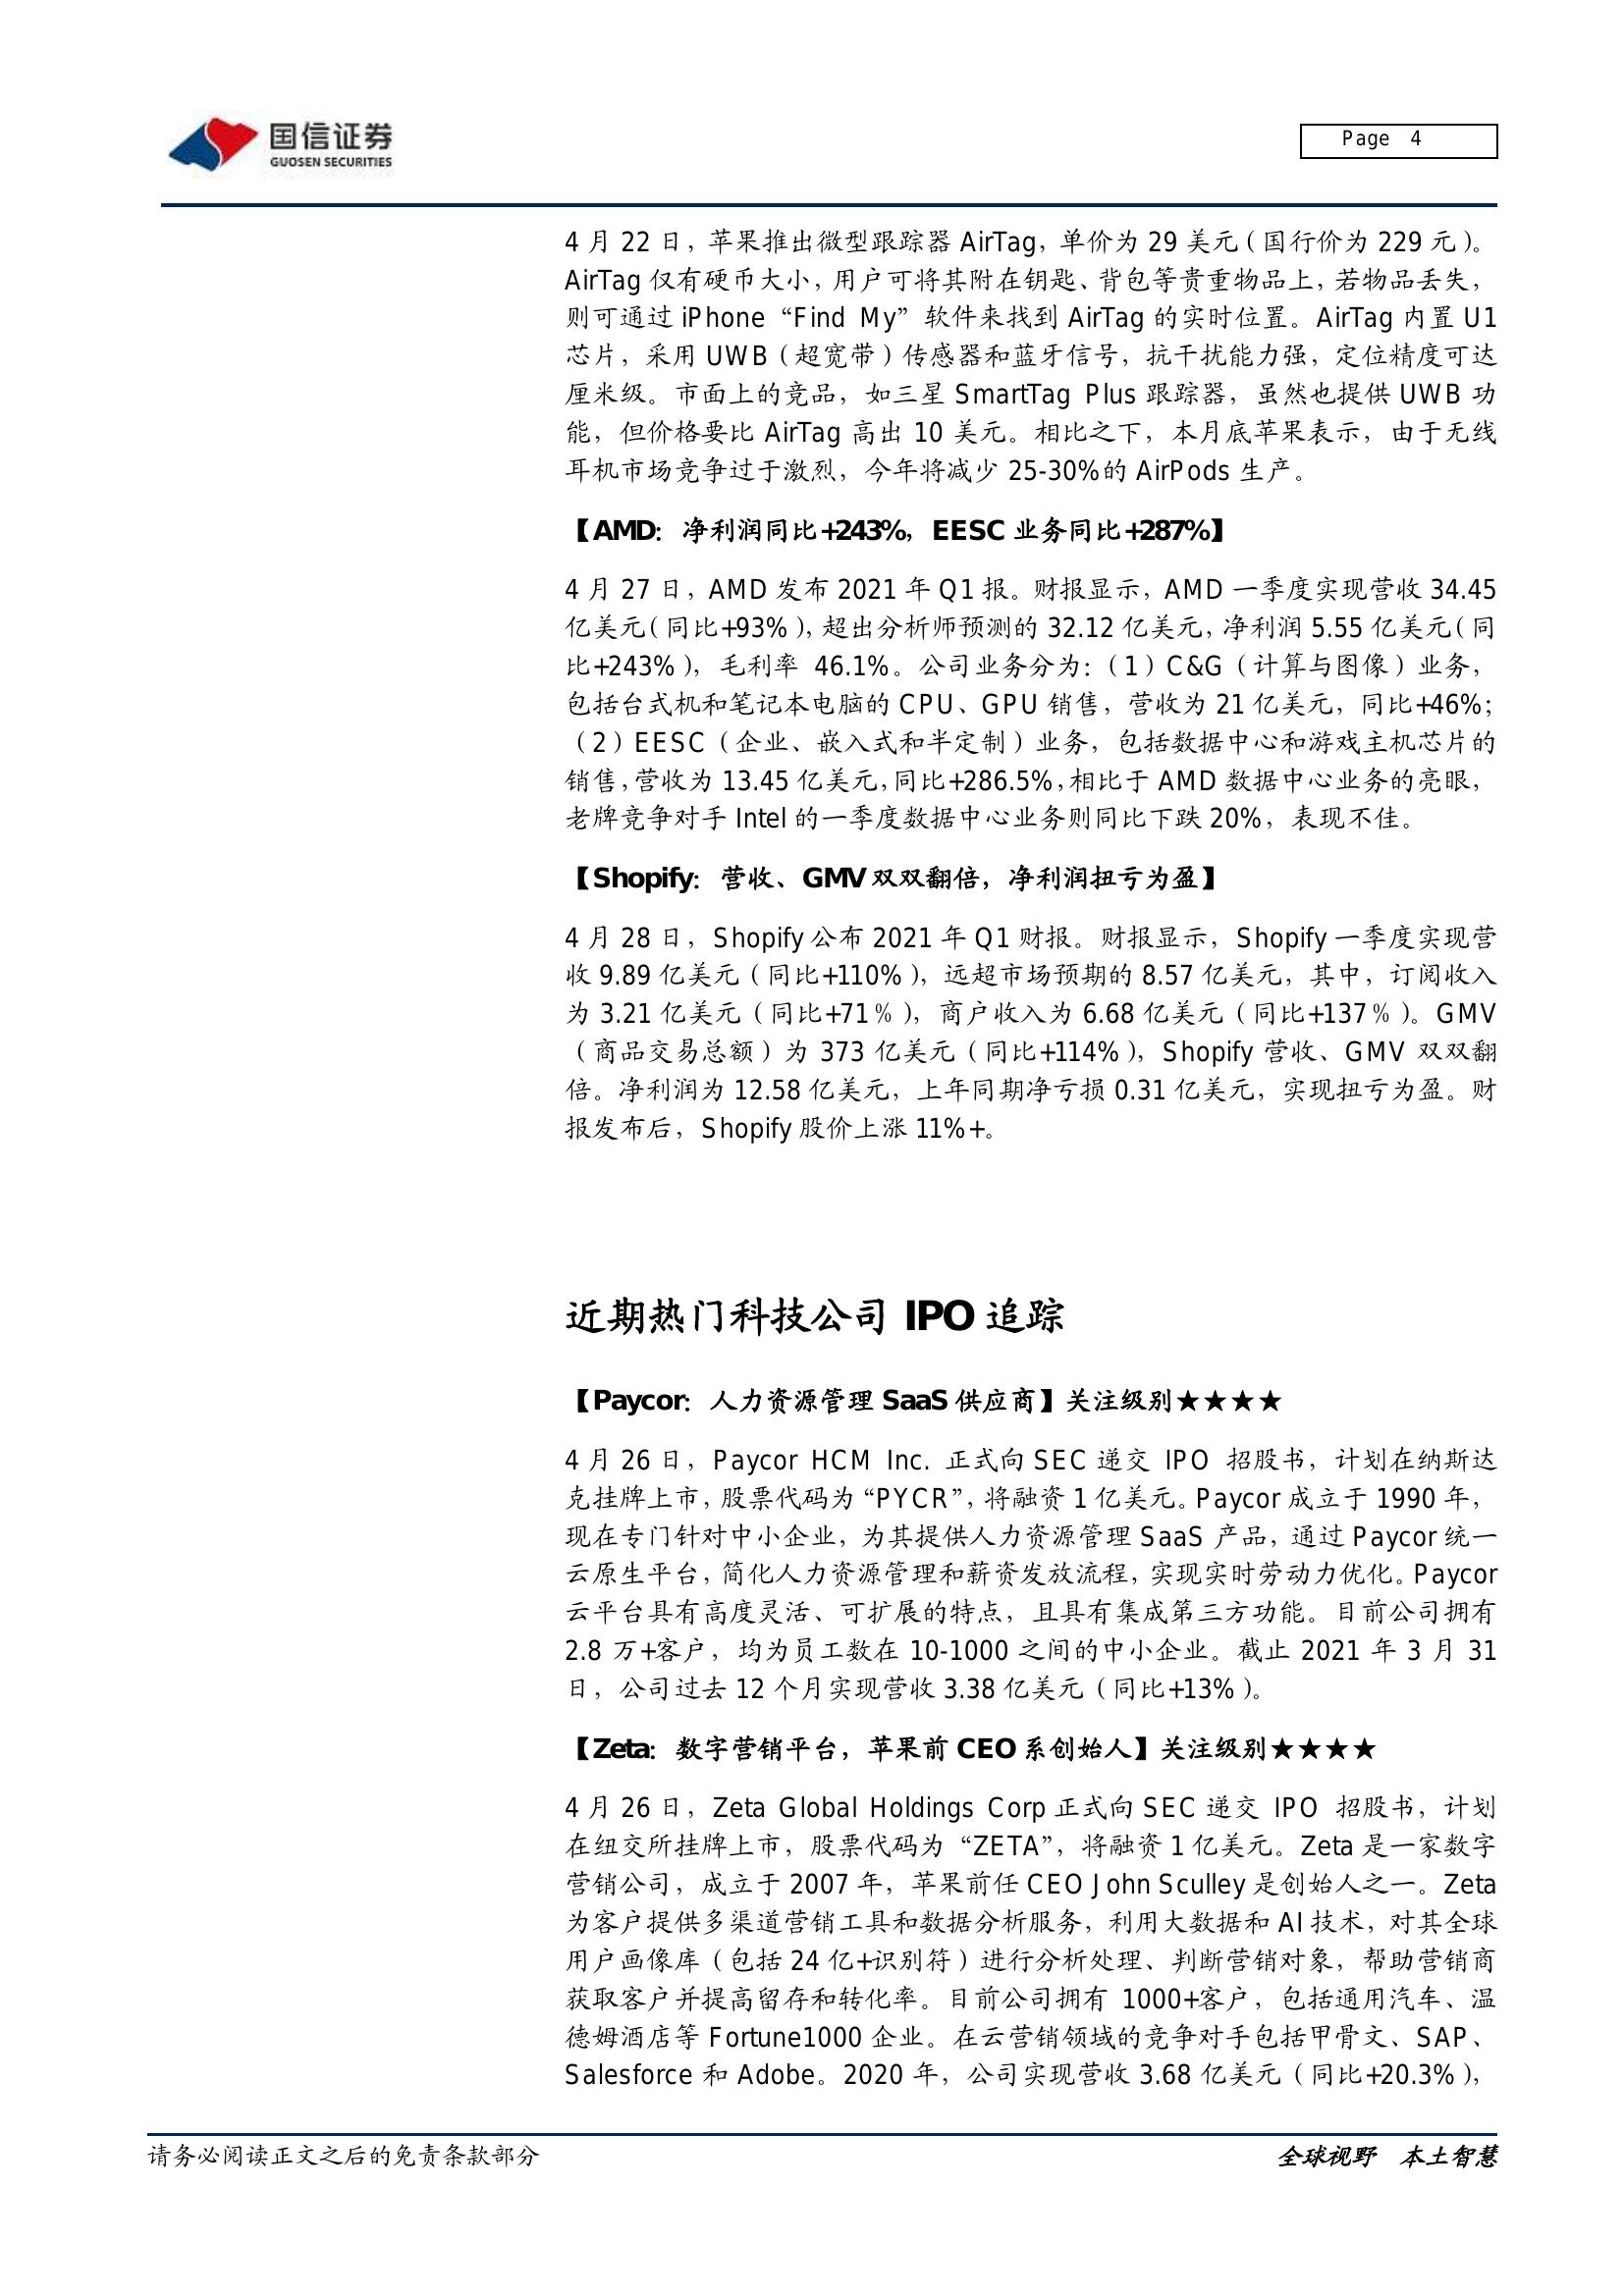 国信证券
GUOSEN SECURITIES
Page 4
4 月 22 日，苹果推出微型跟踪器 AirTag，单价为 29 美元（国行价为 229 元）。
AirTag 仅有硬币大小，用户可将其附在钥匙、背包等贵重物品上，若物品丢失，
则可通过 iPhone “Find My” 软件来找到 AirTag 的实时位置。AirTag 内置 U1
芯片，采用 UWB（超宽带）传感器和蓝牙信号，抗干扰能力强，定位精度可达
厘米级。市面上的竞品，如三星 SmartTag Plus 跟踪器，虽然也提供 UWB 功
能，但价格要比 AirTag 高出 10 美元。相比之下，本月底苹果表示，由于无线
耳机市场竞争过于激烈，今年将减少 25-30%的 AirPods 生产。
【AMD：净利润同比+243%，EESC 业务同比+287%】
4 月 27 日，AMD 发布 2021 年 Q1 报。财报显示，AMD 一季度实现营收 34.45
亿美元（同比+93%），超出分析师预测的 32.12 亿美元，净利润 5.55 亿美元（同
比+243%），毛利率 46.1%。公司业务分为：（1）C&G（计算与图像）业务，
包括台式机和笔记本电脑的 CPU、GPU 销售，营收为 21 亿美元，同比+46%；
（2）EESC（企业、嵌入式和半定制）业务，包括数据中心和游戏主机芯片的
销售，营收为 13.45 亿美元，同比+286.5%，相比于 AMD 数据中心业务的亮眼，
老牌竞争对手 Intel 的一季度数据中心业务则同比下跌 20%，表现不佳。
【Shopify：营收、GMV 双双翻倍，净利润扭亏为盈】
4 月 28 日，Shopify 公布 2021 年 Q1 财报。财报显示，Shopify 一季度实现营
收 9.89 亿美元（同比+110%），远超市场预期的 8.57 亿美元，其中，订阅收入
为 3.21 亿美元（同比+71％），商户收入为 6.68 亿美元（同比+137％）。GMV
（商品交易总额）为 373 亿美元（同比+114%），Shopify 营收、GMV 双双翻
倍。净利润为 12.58 亿美元，上年同期净亏损 0.31 亿美元，实现扭亏为盈。财
报发布后，Shopify 股价上涨 11%+。
近期热门科技公司 IPO 追踪
【Paycor：人力资源管理 SaaS 供应商】关注级别★★★★
4 月 26 日，Paycor HCM Inc. 正式向 SEC 递交 IPO 招股书，计划在纳斯达
克挂牌上市，股票代码为“PYCR”，将融资 1 亿美元。Paycor 成立于 1990 年，
现在专门针对中小企业，为其提供人力资源管理 SaaS 产品，通过 Paycor 统一
云原生平台，简化人力资源管理和薪资发放流程，实现实时劳动力优化。Paycor
云平台具有高度灵活、可扩展的特点，且具有集成第三方功能。目前公司拥有
2.8 万+客户，均为员工数在 10-1000 之间的中小企业。截止 2021 年 3 月 31
日，公司过去 12 个月实现营收 3.38 亿美元（同比+13%）。
【Zeta：数字营销平台，苹果前 CEO 系创始人】关注级别★★★★
4 月 26 日，Zeta Global Holdings Corp 正式向 SEC 递交 IPO 招股书，计划
在纽交所挂牌上市，股票代码为 “ZETA”，将融资 1 亿美元。Zeta 是一家数字
营销公司，成立于 2007 年，苹果前任 CEO John Sculley 是创始人之一。Zeta
为客户提供多渠道营销工具和数据分析服务，利用大数据和 AI 技术，对其全球
用户画像库（包括 24 亿+识别符）进行分析处理、判断营销对象，帮助营销商
获取客户并提高留存和转化率。目前公司拥有 1000+客户，包括通用汽车、温
德姆酒店等 Fortune1000 企业。在云营销领域的竞争对手包括甲骨文、SAP、
Salesforce 和 Adobe。2020 年，公司实现营收 3.68 亿美元（同比+20.3%），
请务必阅读正文之后的免责条款部分
全球视野 本土智慧